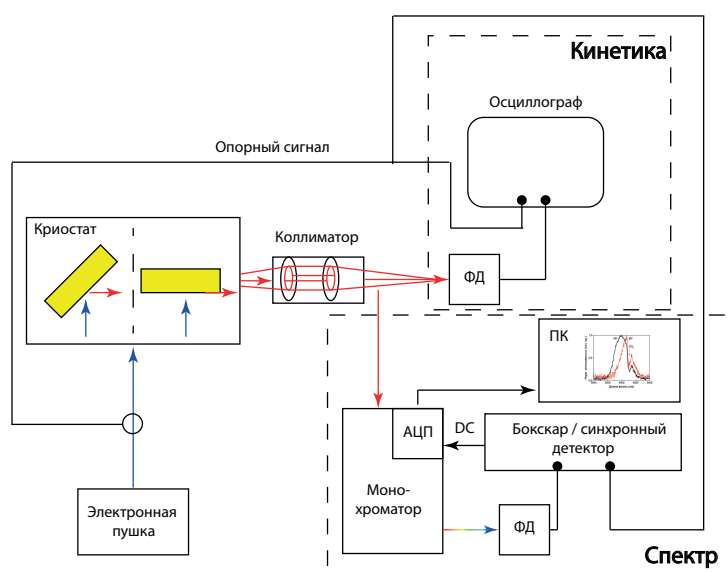 Кинетика
Осциллограф
Опорный сигнал
Криостат
Коллиматор
ФД
ПК
АЦП
DC
Бокскар / синхронный
детектор
Моно-
хроматор
ФД
Электронная
пушка
Спектр